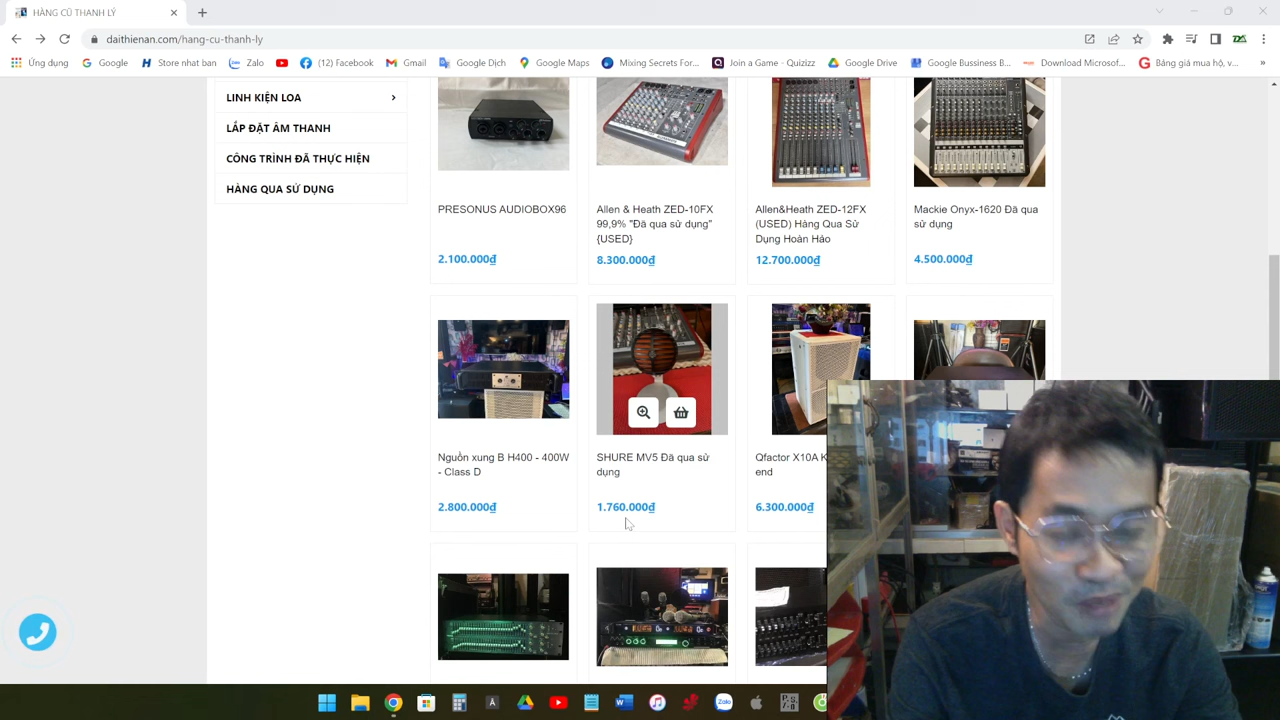 HÀNG CŨ THANH LÝ
daithienan.com/hang-cu-thanh-ly
Ứng dụng
Google
Store nhat ban
Zalo
(12) Facebook
Gmail
Google Dịch
Google Maps
Mixing Secrets For...
Join a Game - Quizizz
Google Drive
Google Bussiness B...
Download Microsof...
Bảng giá mua hộ, v...
»
LINH KIỆN LOA
LẮP ĐẶT ÂM THANH
CÔNG TRÌNH ĐÃ THỰC HIỆN
HÀNG QUA SỬ DỤNG
PRESONUS AUDIOBOX96
2.100.000₫
Allen & Heath ZED-10FX
99,9% "Đã qua sử dụng"
{USED}
8.300.000₫
Allen&Heath ZED-12FX
(USED) Hàng Qua Sử
Dụng Hoàn Hảo
12.700.000₫
Mackie Onyx-1620 Đã qua
sử dụng
4.500.000₫
Nguồn xung B H400 - 400W
- Class D
2.800.000₫
SHURE MV5 Đã qua sử
dụng
1.760.000₫
Qfactor X10A K
end
6.300.000₫
Zalo